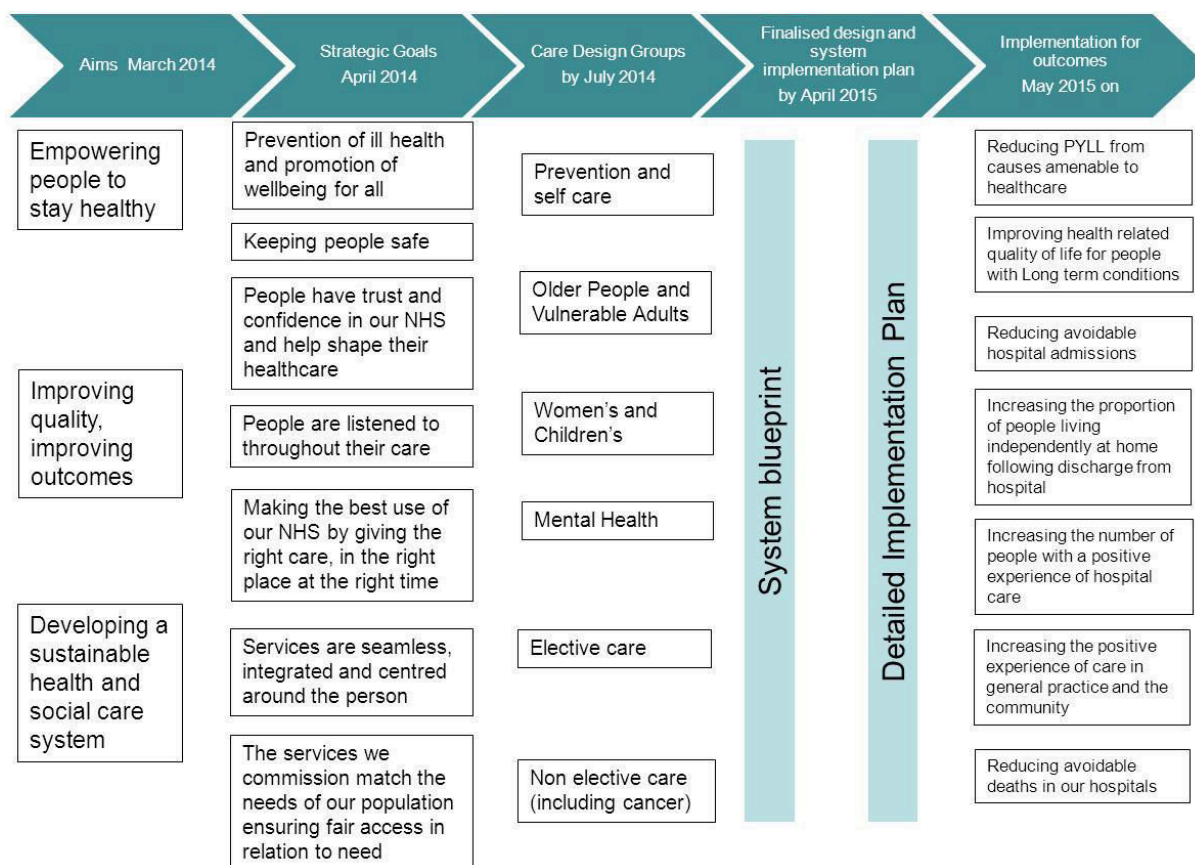 Aims March 2014
Strategic Goals
April 2014
Care Design Groups
by July 2014
Finalised design and
system
implementation plan
by April 2015
Implementation for
outcomes
May 2015 on
Empowering
people to
stay healthy
Improving
quality,
improving
outcomes
Developing a
sustainable
health and
social care
system
Prevention of ill health
and promotion of
wellbeing for all
Keeping people safe
People have trust and
confidence in our NHS
and help shape their
healthcare
People are listened to
throughout their care
Making the best use of
our NHS by giving the
right care, in the right
place at the right time
Services are seamless,
integrated and centred
around the person
The services we
commission match the
needs of our population
ensuring fair access in
relation to need
Prevention and
self care
Older People and
Vulnerable Adults
Women's and
Children's
Mental Health
Elective care
Non elective care
(including cancer)
System blueprint
Detailed Implementation Plan
Reducing PYLL from
causes amenable to
healthcare
Improving health related
quality of life for people
with Long term conditions
Reducing avoidable
hospital admissions
Increasing the proportion
of people living
independently at home
following discharge from
hospital
Increasing the number of
people with a positive
experience of hospital
care
Increasing the positive
experience of care in
general practice and the
community
Reducing avoidable
deaths in our hospitals